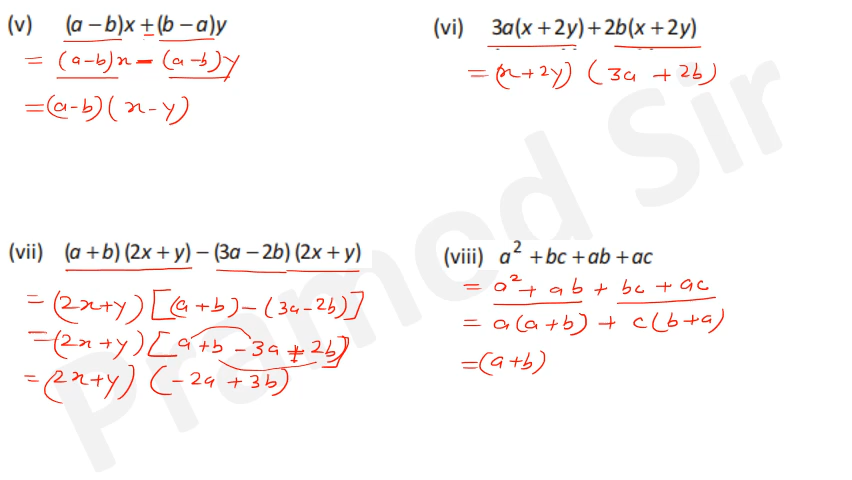 (v) (a – b)x + (b – a)y
= (a-b)x - (a-b)y
= (a-b)(x-y)
(vi) 3a(x + 2y) + 2b(x + 2y)
= (x+2y) (3a + 2b)
(vii) (a + b) (2x + y) – (3a – 2b) (2x + y)
= (2x+y) [(a+b) - (3a-2b)]
= (2x+y) [a+b - 3a + 2b]
= (2x+y) (-2a + 3b)
(viii) a² + bc + ab + ac
= a² + ab + bc + ac
= a(a+b) + c(b+a)
= (a+b)
Pramod Sir